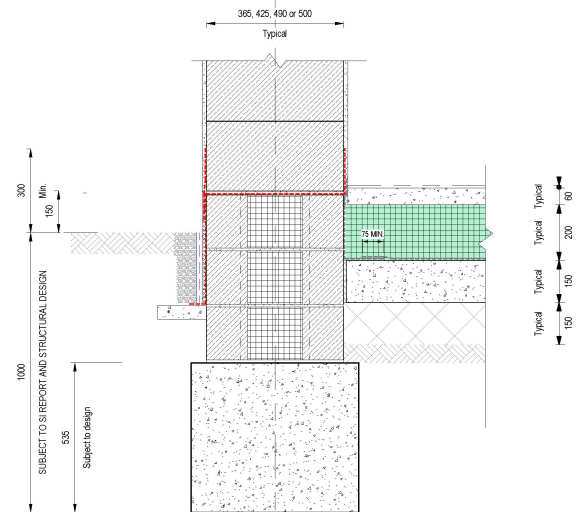 365, 425, 490 or 500
Typical
300
Min.
150
75 MIN.
Typical
60
Typical
200
Typical
150
Typical
150
1000
SUBJECT TO SI REPORT AND STRUCTURAL DESIGN
535
Subject to design